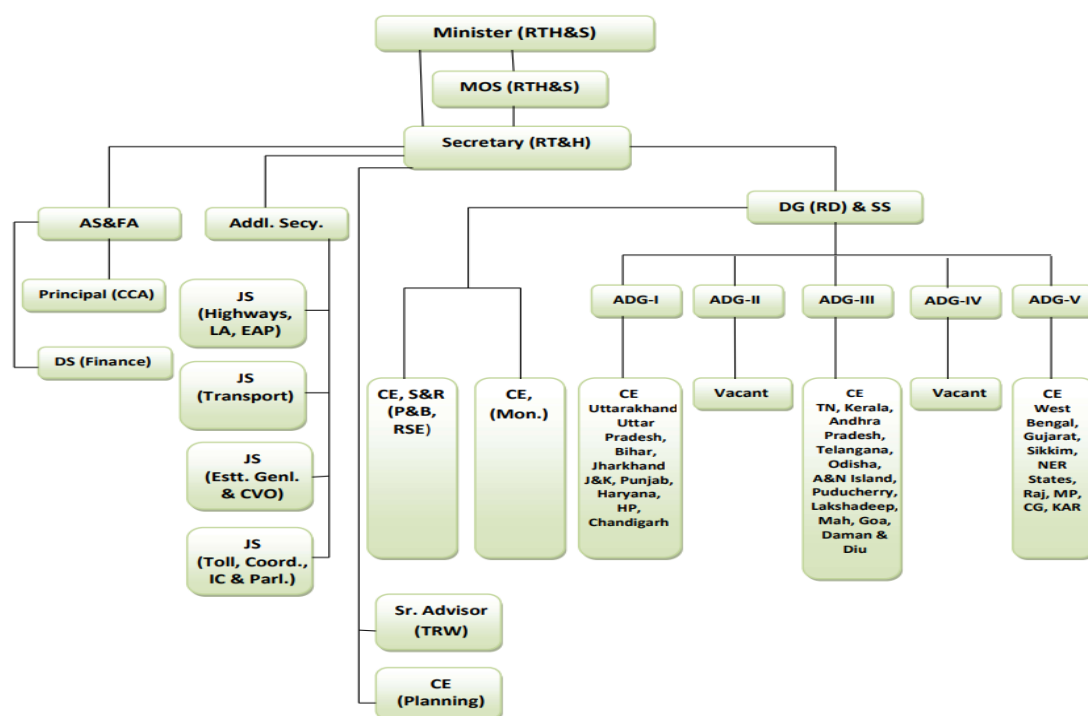 Minister (RTH&S)
MOS (RTH&S)
Secretary (RT&H)
AS&FA
Addl. Secy.
DG (RD) & SS
Principal (CCA)
DS (Finance)
JS
(Highways,
LA, EAP)
JS
(Transport)
JS
(Estt. Genl.
& CVO)
JS
(Toll, Coord.,
IC & Parl.)
ADG-I
ADG-II
ADG-III
ADG-IV
ADG-V
CE, S&R
(P&B,
RSE)
CE,
(Mon.)
CE
Uttarakhand
Uttar
Pradesh,
Bihar,
Jharkhand
J&K, Punjab,
Haryana,
HP,
Chandigarh
Vacant
CE
TN, Kerala,
Andhra
Pradesh,
Telangana,
Odisha,
A&N Island,
Puducherry,
Lakshadeep,
Mah, Goa,
Daman &
Diu
Vacant
CE
West
Bengal,
Gujarat,
Sikkim,
NER
States,
Raj, MP,
CG, KAR
Sr. Advisor
(TRW)
CE
(Planning)